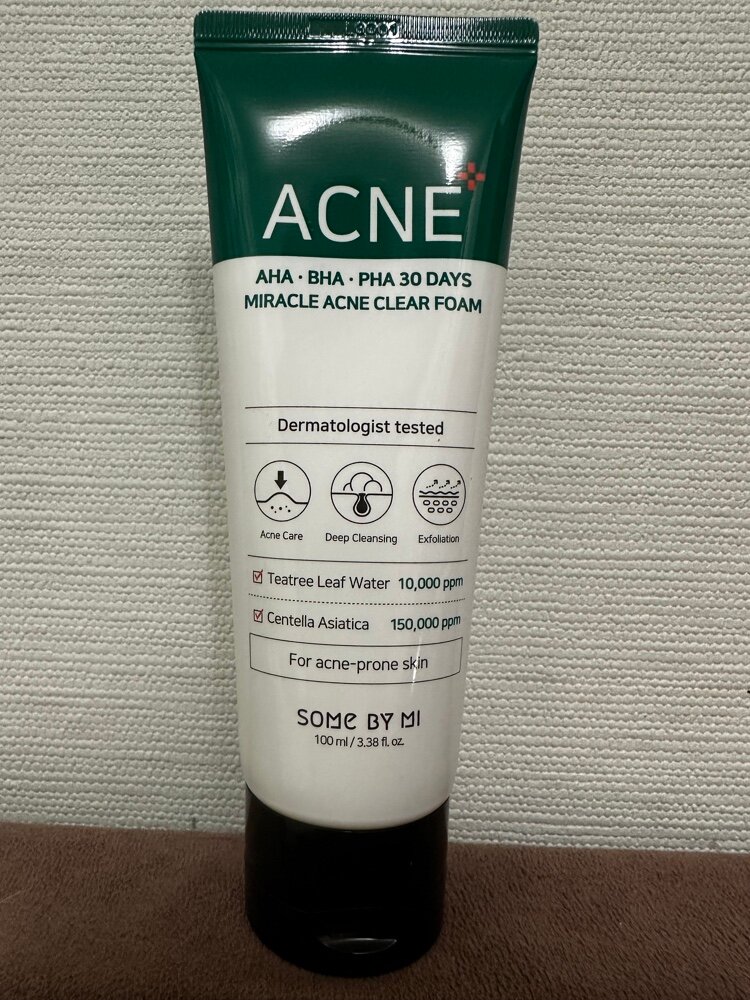 ACNE
AHA · BHA · PHA 30 DAYS
MIRACLE ACNE CLEAR FOAM
Dermatologist tested
Acne Care Deep Cleansing Exfoliation
Teatree Leaf Water 10,000 ppm
Centella Asiatica 150,000 ppm
For acne-prone skin
SOME BY MI
100 ml / 3.38 fl. oz.